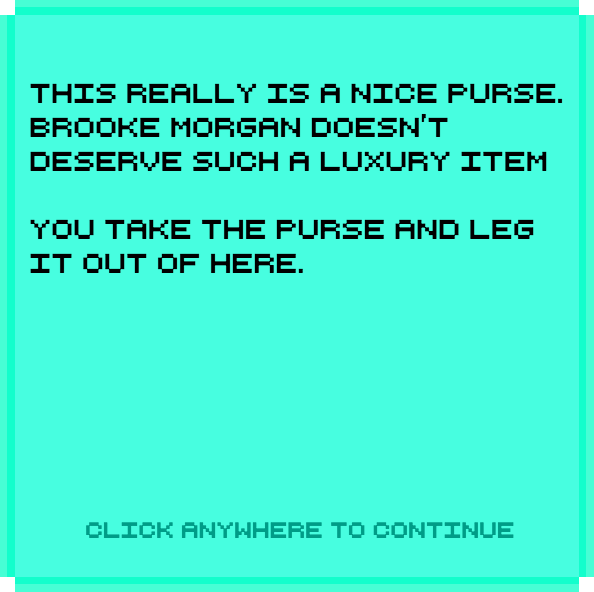 THIS REALLY IS A NICE PURSE.
BROOKE MORGAN DOESN'T
DESERVE SUCH A LUXURY ITEM
YOU TAKE THE PURSE AND LEG
IT OUT OF HERE.
CLICK ANYWHERE TO CONTINUE